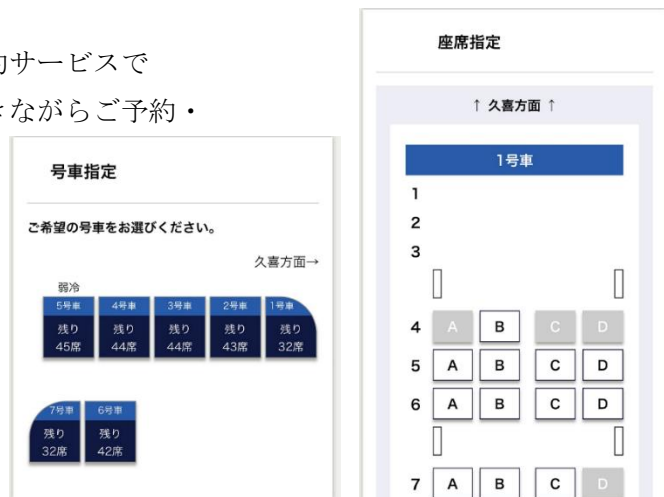 サービスで
ながらご予約・
号車指定
ご希望の号車をお選びください。
久喜方面→
弱冷
5号車 4号車 3号車 2号車 1号車
残り 残り 残り 残り 残り
45席 44席 44席 43席 32席
7号車 6号車
残り 残り
32席 42席
座席指定
↑ 久喜方面 ↑
1号車
1
2
3
4 A B C D
5 A B C D
6 A B C D
7 A B C D